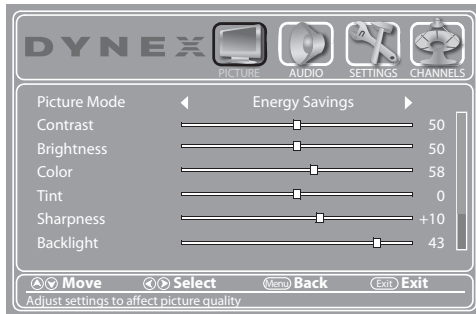 DYNEX
PICTURE AUDIO SETTINGS CHANNELS
Picture Mode Energy Savings
Contrast 50
Brightness 50
Color 58
Tint 0
Sharpness +10
Backlight 43
Move Select Menu Back Exit Exit
Adjust settings to affect picture quality